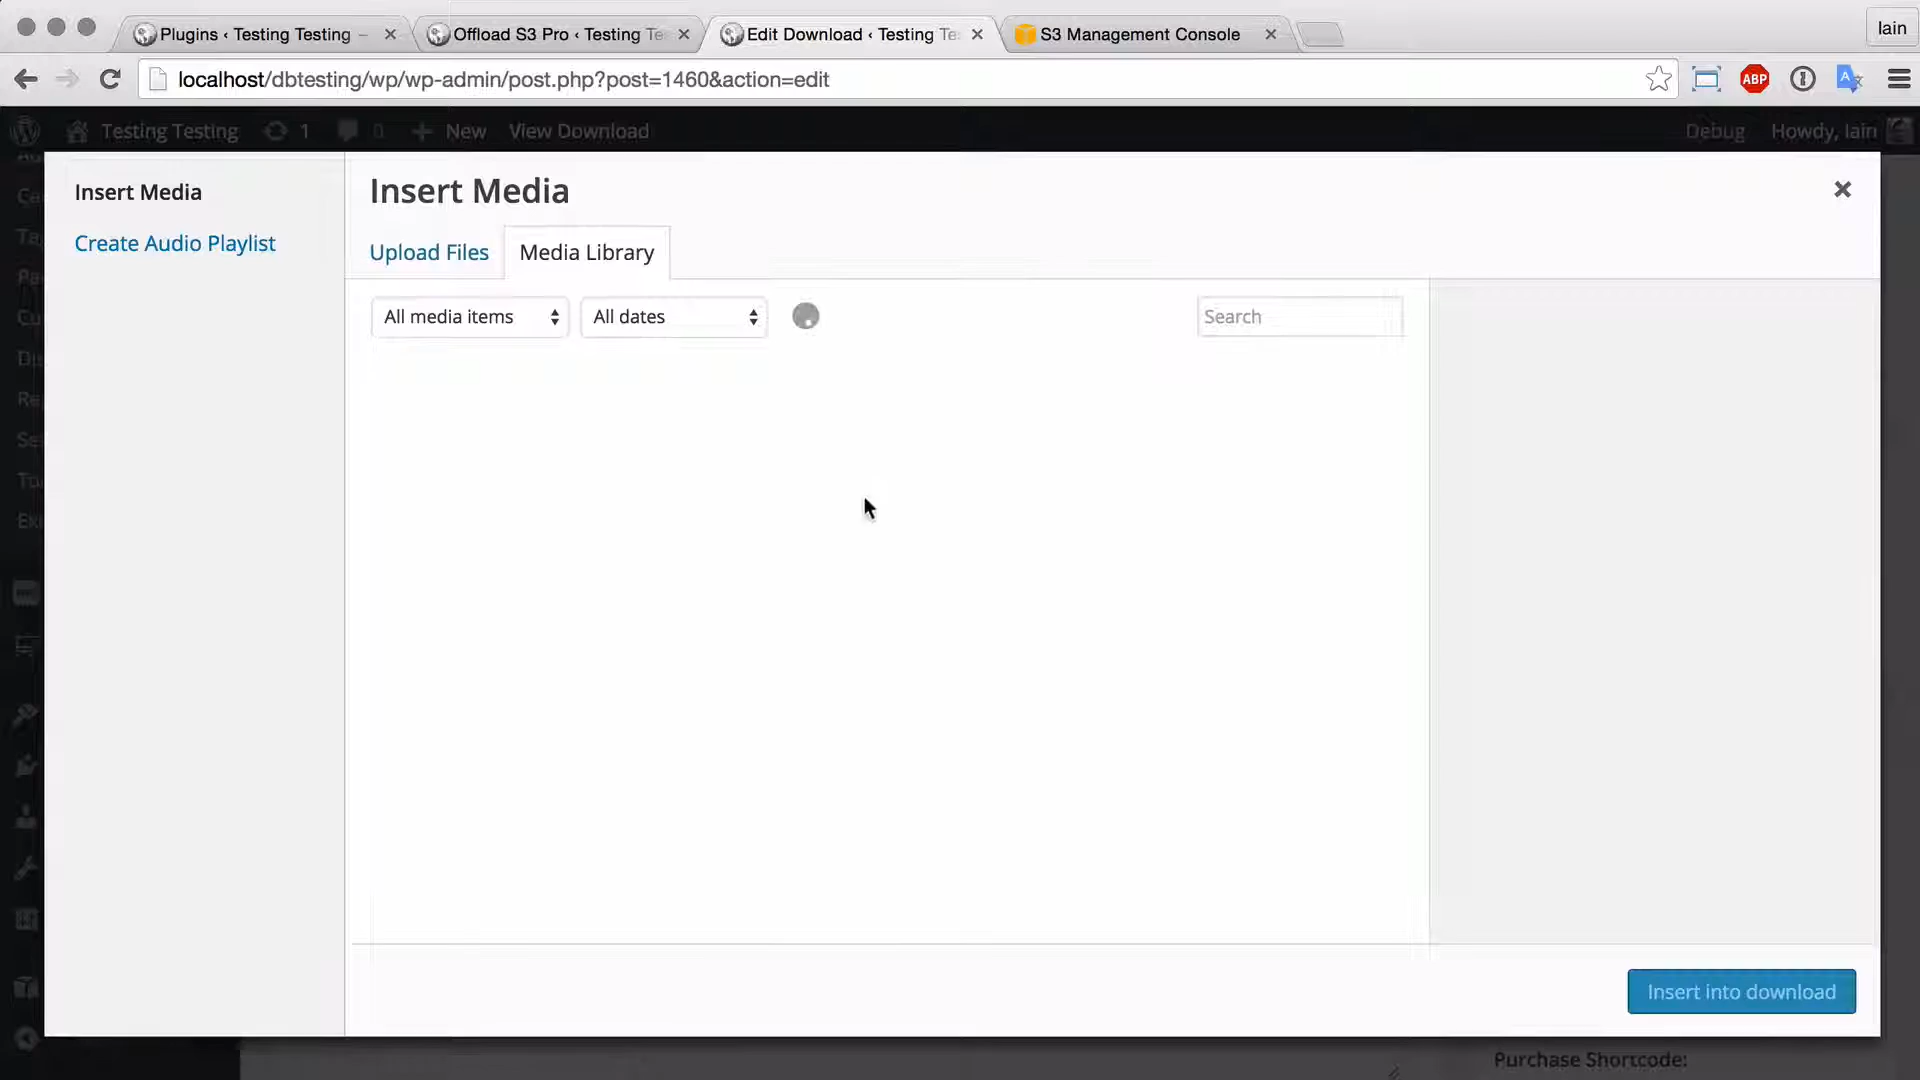 Plugins ‹ Testing Testing –
Offload S3 Pro ‹ Testing Te
Edit Download ‹ Testing Te
S3 Management Console
Iain
localhost/dbtesting/wp/wp-admin/post.php?post=1460&action=edit
ABP
Testing Testing
1
0
New
View Download
Debug
Howdy, Iain
Insert Media
Create Audio Playlist
Insert Media
Upload Files
Media Library
All media items
All dates
Search
Insert into download
Purchase Shortcode: